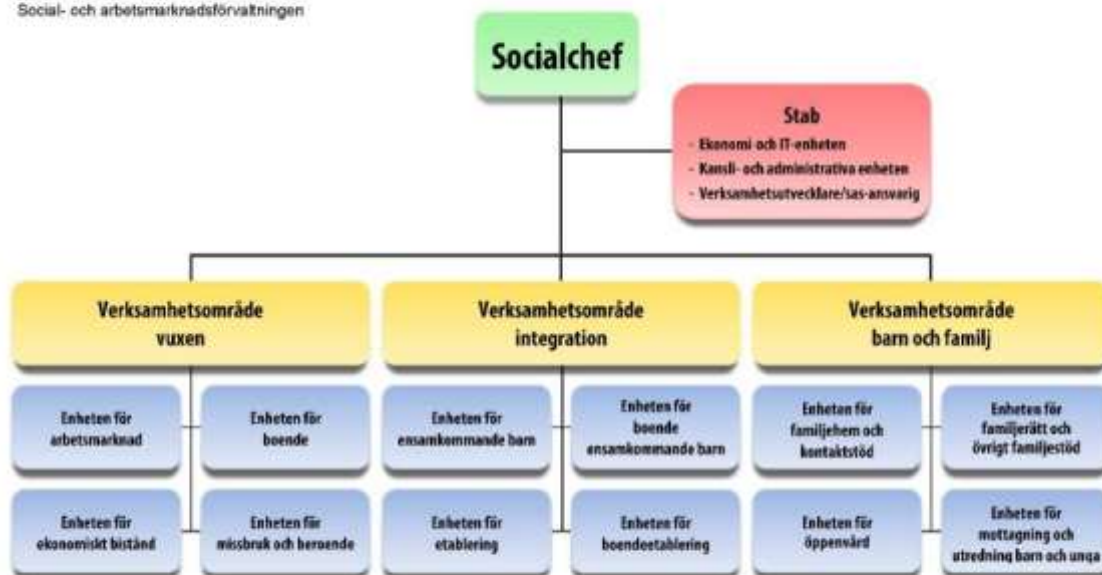 Social- och arbetsmarknadsförvaltningen
Socialchef
Stab
- Ekonomi och IT-enheten
- Kansli- och administrativa enheten
- Verksamhetsutvecklare/sas-ansvarig
Verksamhetsområde
vuxen
Verksamhetsområde
integration
Verksamhetsområde
barn och familj
Enheten för
arbetsmarknad
Enheten för
boende
Enheten för
ensamkommande barn
Enheten för
boende
ensamkommande barn
Enheten för
familjehem och
kontaktstöd
Enheten för
familjerätt och
övrigt familjestöd
Enheten för
ekonomiskt bistånd
Enheten för
missbruk och beroende
Enheten för
etablering
Enheten för
boendeetablering
Enheten för
öppenvård
Enheten för
mottagning och
utredning barn och unga